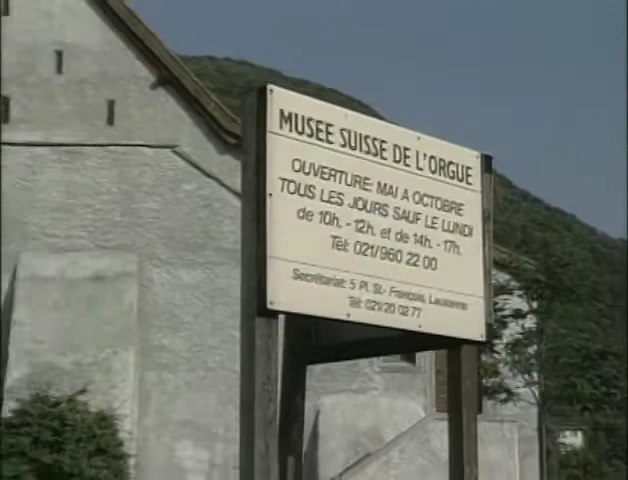 MUSEE SUISSE DE L'ORGUE
OUVERTURE: MAI A OCTOBRE
TOUS LES JOURS SAUF LE LUNDI
de 10h. - 12h. et de 14h. - 17h.
Tél: 021/960 22 00
Secrétariat: 5 Pl. St.- François, Lausanne
Tél: 021/20 02 77